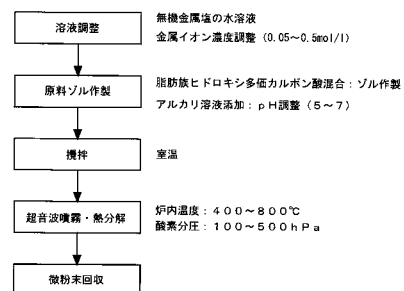 溶液調整
無機金属塩の水溶液
金属イオン濃度調整（0.05～0.5mol/l）
原料ゾル作製
脂肪族ヒドロキシ多価カルボン酸混合：ゾル作製
アルカリ溶液添加：ｐＨ調整（５～７）
攪拌
室温
超音波噴霧・熱分解
炉内温度：４００～８００℃
酸素分圧：１００～５００ｈＰａ
微粉末回収